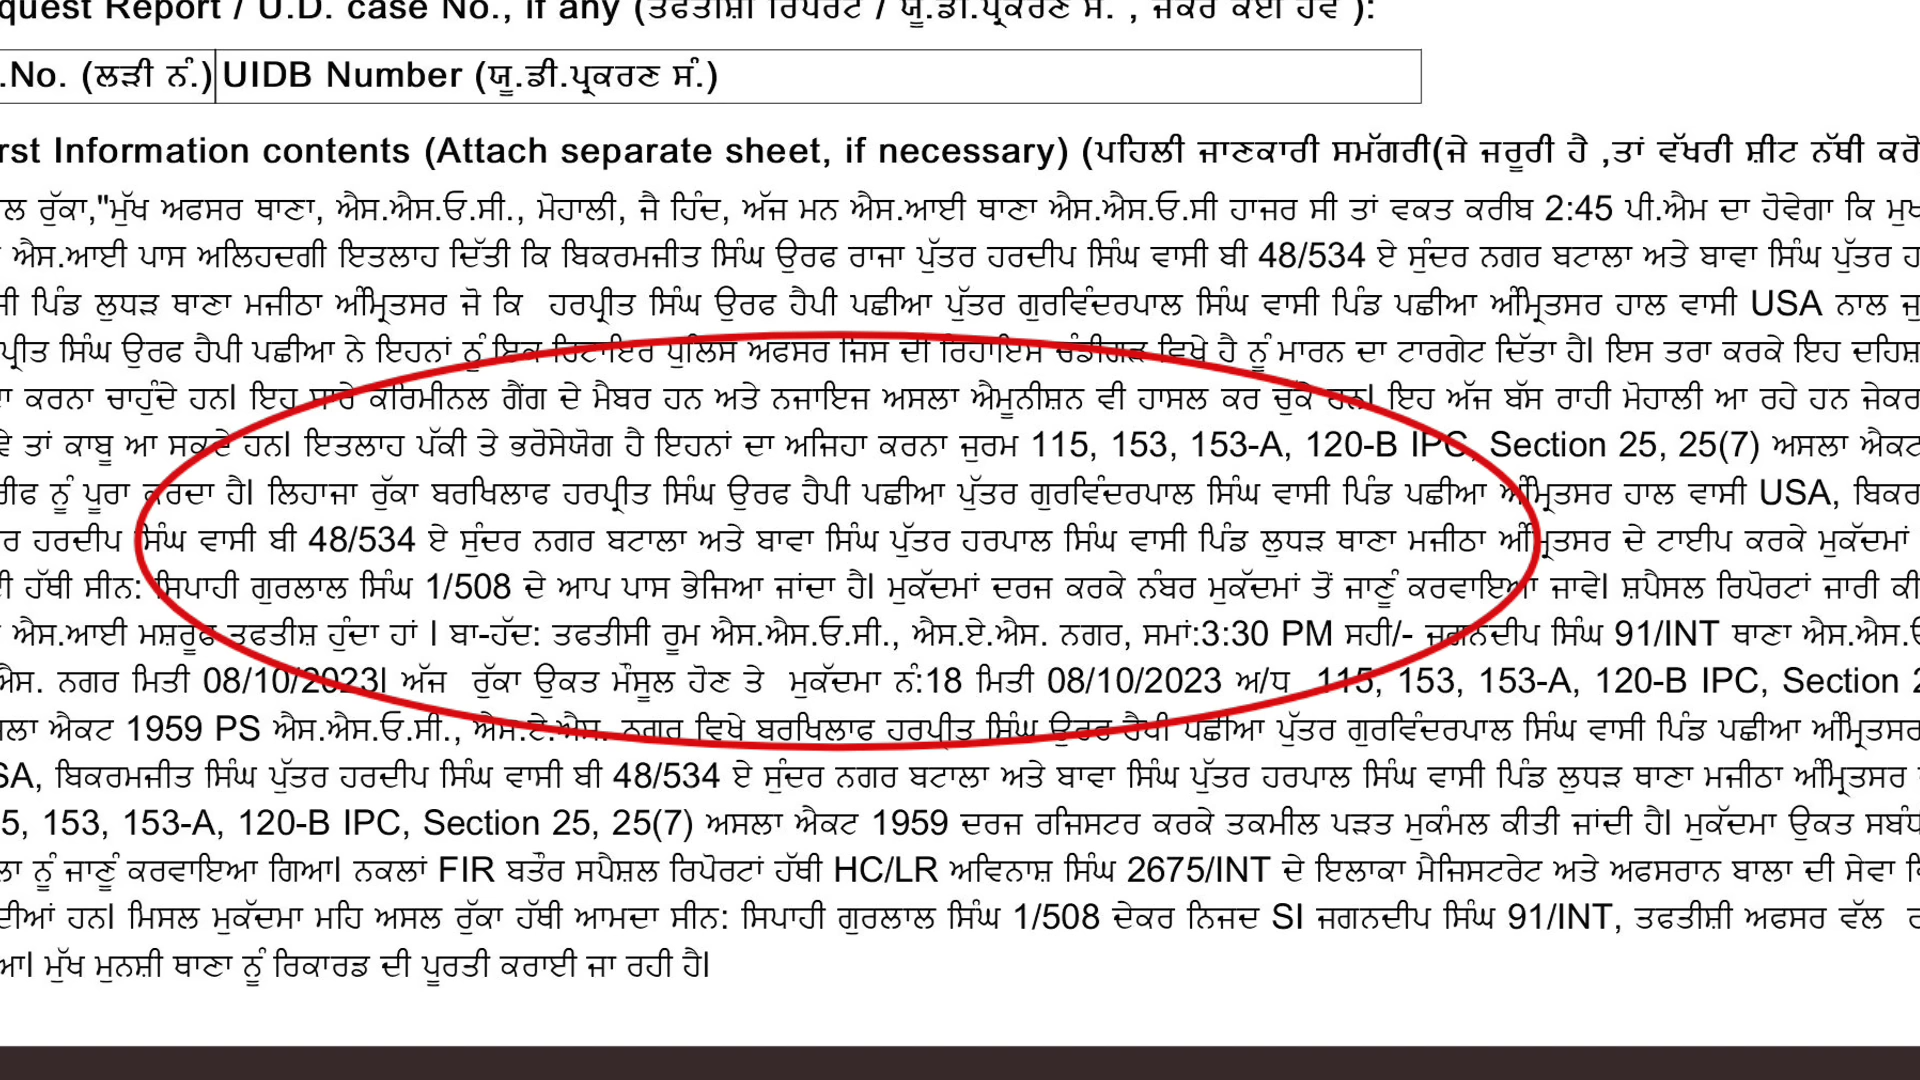 quest Report / U.D. case No., if any (ਤਫਤੀਸ਼ੀ ਰਿਪੋਰਟ / ਯੂ.ਡੀ.ਪ੍ਰਕਰਣ ਸੰ. , ਜੇਕਰ ਕੋਈ ਹੋਵੇ ):
.No. (ਲੜੀ ਨੰ.) UIDB Number (ਯੂ.ਡੀ.ਪ੍ਰਕਰਣ ਸੰ.)
rst Information contents (Attach separate sheet, if necessary) (ਪਹਿਲੀ ਜਾਣਕਾਰੀ ਸਮੱਗਰੀ(ਜੇ ਜਰੂਰੀ ਹੈ ,ਤਾਂ ਵੱਖਰੀ ਸ਼ੀਟ ਨੱਥੀ ਕਰੋ
ਲ ਰੁੱਕਾ,"ਮੁੱਖ ਅਫਸਰ ਥਾਣਾ, ਐਸ.ਐਸ.ਓ.ਸੀ., ਮੋਹਾਲੀ, ਜੈ ਹਿੰਦ, ਅੱਜ ਮਨ ਐਸ.ਆਈ ਥਾਣਾ ਐਸ.ਐਸ.ਓ.ਸੀ ਹਾਜਰ ਸੀ ਤਾਂ ਵਕਤ ਕਰੀਬ 2:45 ਪੀ.ਐਮ ਦਾ ਹੋਵੇਗਾ ਕਿ ਮੁਖ
ਐਸ.ਆਈ ਪਾਸ ਅਲਿਹਦਗੀ ਇਤਲਾਹ ਦਿੱਤੀ ਕਿ ਬਿਕਰਮਜੀਤ ਸਿੰਘ ਉਰਫ ਰਾਜਾ ਪੁੱਤਰ ਹਰਦੀਪ ਸਿੰਘ ਵਾਸੀ ਬੀ 48/534 ਏ ਸੁੰਦਰ ਨਗਰ ਬਟਾਲਾ ਅਤੇ ਬਾਵਾ ਸਿੰਘ ਪੁੱਤਰ ਹ
ਸੀ ਪਿੰਡ ਲੁਧੜ ਥਾਣਾ ਮਜੀਠਾ ਅੰਮ੍ਰਿਤਸਰ ਜੋ ਕਿ ਹਰਪ੍ਰੀਤ ਸਿੰਘ ਉਰਫ ਹੈਪੀ ਪਛੀਆ ਪੁੱਤਰ ਗੁਰਵਿੰਦਰਪਾਲ ਸਿੰਘ ਵਾਸੀ ਪਿੰਡ ਪਛੀਆ ਅੰਮ੍ਰਿਤਸਰ ਹਾਲ ਵਾਸੀ USA ਨਾਲ ਜੁ
ਪ੍ਰੀਤ ਸਿੰਘ ਉਰਫ ਹੈਪੀ ਪਛੀਆ ਨੇ ਇਹਨਾਂ ਨੂੰ ਇਕ ਰਿਟਾਇਰ ਪੁਲਿਸ ਅਫਸਰ ਜਿਸ ਦੀ ਰਿਹਾਇਸ ਚੰਡੀਗੜ ਵਿਖੇ ਹੈ ਨੂੰ ਮਾਰਨ ਦਾ ਟਾਰਗੇਟ ਦਿੱਤਾ ਹੈ। ਇਸ ਤਰਾ ਕਰਕੇ ਇਹ ਦਹਿਸ਼
ਾ ਕਰਨਾ ਚਾਹੁੰਦੇ ਹਨ। ਇਹ ਸਾਰੇ ਕਰਿਮੀਨਲ ਗੈਂਗ ਦੇ ਮੈਬਰ ਹਨ ਅਤੇ ਨਜਾਇਜ ਅਸਲਾ ਐਮੂਨੀਸ਼ਨ ਵੀ ਹਾਸਲ ਕਰ ਚੁੱਕੇ ਹਨ। ਇਹ ਅੱਜ ਬੱਸ ਰਾਹੀ ਮੋਹਾਲੀ ਆ ਰਹੇ ਹਨ ਜੇਕਰ
ਵੇ ਤਾਂ ਕਾਬੂ ਆ ਸਕਦੇ ਹਨ। ਇਤਲਾਹ ਪੱਕੀ ਤੇ ਭਰੋਸੇਯੋਗ ਹੈ ਇਹਨਾਂ ਦਾ ਅਜਿਹਾ ਕਰਨਾ ਜੁਰਮ 115, 153, 153-A, 120-B IPC, Section 25, 25(7) ਅਸਲਾ ਐਕਟ
ਰੀਫ ਨੂੰ ਪੂਰਾ ਕਰਦਾ ਹੈ। ਲਿਹਾਜਾ ਰੁੱਕਾ ਬਰਖਿਲਾਫ ਹਰਪ੍ਰੀਤ ਸਿੰਘ ਉਰਫ ਹੈਪੀ ਪਛੀਆ ਪੁੱਤਰ ਗੁਰਵਿੰਦਰਪਾਲ ਸਿੰਘ ਵਾਸੀ ਪਿੰਡ ਪਛੀਆ ਅੰਮ੍ਰਿਤਸਰ ਹਾਲ ਵਾਸੀ USA, ਬਿਕਰ
ਰ ਹਰਦੀਪ ਸਿੰਘ ਵਾਸੀ ਬੀ 48/534 ਏ ਸੁੰਦਰ ਨਗਰ ਬਟਾਲਾ ਅਤੇ ਬਾਵਾ ਸਿੰਘ ਪੁੱਤਰ ਹਰਪਾਲ ਸਿੰਘ ਵਾਸੀ ਪਿੰਡ ਲੁਧੜ ਥਾਣਾ ਮਜੀਠਾ ਅੰਮ੍ਰਿਤਸਰ ਦੇ ਟਾਈਪ ਕਰਕੇ ਮੁਕੱਦਮਾਂ
ਈ ਹੱਥੀ ਸੀਨ: ਸਿਪਾਹੀ ਗੁਰਲਾਲ ਸਿੰਘ 1/508 ਦੇ ਆਪ ਪਾਸ ਭੇਜਿਆ ਜਾਂਦਾ ਹੈ। ਮੁਕੱਦਮਾਂ ਦਰਜ ਕਰਕੇ ਨੰਬਰ ਮੁਕੱਦਮਾਂ ਤੋਂ ਜਾਣੂੰ ਕਰਵਾਇਆ ਜਾਵੇ। ਸ਼ਪੈਸਲ ਰਿਪੋਰਟਾਂ ਜਾਰੀ ਕੀ
ਐਸ.ਆਈ ਮਸ਼ਰੂਫ ਤਫਤੀਸ਼ ਹੁੰਦਾ ਹਾਂ । ਬਾ-ਹੱਦ: ਤਫਤੀਸੀ ਰੂਮ ਐਸ.ਐਸ.ਓ.ਸੀ., ਐਸ.ਏ.ਐਸ. ਨਗਰ, ਸਮਾਂ:3:30 PM ਸਹੀ/- ਜਗਨਦੀਪ ਸਿੰਘ 91/INT ਥਾਣਾ ਐਸ.ਐਸ.ਓ
ਐਸ. ਨਗਰ ਮਿਤੀ 08/10/2023। ਅੱਜ ਰੁੱਕਾ ਉਕਤ ਮੌਸੂਲ ਹੋਣ ਤੇ ਮੁਕੱਦਮਾ ਨੰ:18 ਮਿਤੀ 08/10/2023 ਅ/ਧ 115, 153, 153-A, 120-B IPC, Section 2
ਲਾ ਐਕਟ 1959 PS ਐਸ.ਐਸ.ਓ.ਸੀ., ਐਸ.ਏ.ਐਸ. ਨਗਰ ਵਿਖੇ ਬਰਖਿਲਾਫ ਹਰਪ੍ਰੀਤ ਸਿੰਘ ਉਰਫ ਹੈਪੀ ਪਛੀਆ ਪੁੱਤਰ ਗੁਰਵਿੰਦਰਪਾਲ ਸਿੰਘ ਵਾਸੀ ਪਿੰਡ ਪਛੀਆ ਅੰਮ੍ਰਿਤਸਰ
SA, ਬਿਕਰਮਜੀਤ ਸਿੰਘ ਪੁੱਤਰ ਹਰਦੀਪ ਸਿੰਘ ਵਾਸੀ ਬੀ 48/534 ਏ ਸੁੰਦਰ ਨਗਰ ਬਟਾਲਾ ਅਤੇ ਬਾਵਾ ਸਿੰਘ ਪੁੱਤਰ ਹਰਪਾਲ ਸਿੰਘ ਵਾਸੀ ਪਿੰਡ ਲੁਧੜ ਥਾਣਾ ਮਜੀਠਾ ਅੰਮ੍ਰਿਤਸਰ
5, 153, 153-A, 120-B IPC, Section 25, 25(7) ਅਸਲਾ ਐਕਟ 1959 ਦਰਜ ਰਜਿਸਟਰ ਕਰਕੇ ਤਕਮੀਲ ਪੜਤ ਮੁਕੰਮਲ ਕੀਤੀ ਜਾਂਦੀ ਹੈ। ਮੁਕੱਦਮਾ ਉਕਤ ਸਬੰਧ
ਲਾ ਨੂੰ ਜਾਣੂੰ ਕਰਵਾਇਆ ਗਿਆ। ਨਕਲਾਂ FIR ਬਤੌਰ ਸਪੈਸ਼ਲ ਰਿਪੋਰਟਾਂ ਹੱਥੀ HC/LR ਅਵਿਨਾਸ਼ ਸਿੰਘ 2675/INT ਦੇ ਇਲਾਕਾ ਮੈਜਿਸਟਰੇਟ ਅਤੇ ਅਫਸਰਾਨ ਬਾਲਾ ਦੀ ਸੇਵਾ ਵਿ
ਦੀਆਂ ਹਨ। ਮਿਸਲ ਮੁਕੱਦਮਾ ਮਹਿ ਅਸਲ ਰੁੱਕਾ ਹੱਥੀ ਆਮਦਾ ਸੀਨ: ਸਿਪਾਹੀ ਗੁਰਲਾਲ ਸਿੰਘ 1/508 ਦੇਕਰ ਨਿਜਦ SI ਜਗਨਦੀਪ ਸਿੰਘ 91/INT, ਤਫਤੀਸ਼ੀ ਅਫਸਰ ਵੱਲ
ਆ। ਮੁੱਖ ਮੁਨਸ਼ੀ ਥਾਣਾ ਨੂੰ ਰਿਕਾਰਡ ਦੀ ਪੂਰਤੀ ਕਰਾਈ ਜਾ ਰਹੀ ਹੈ।